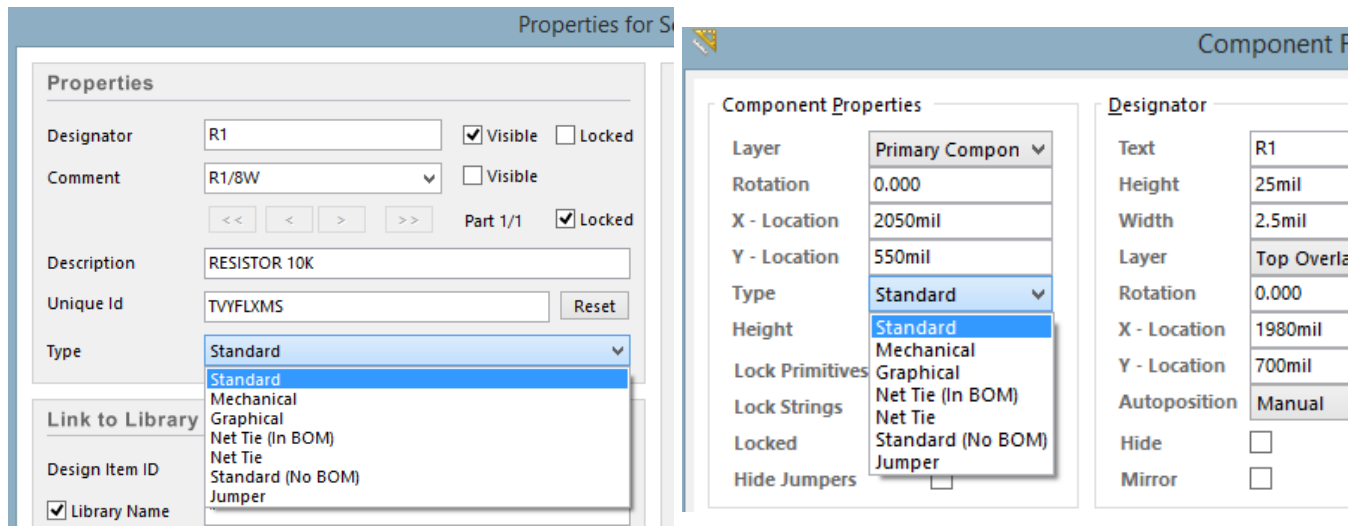 Properties for S
Properties
Designator R1 Visible Locked
Comment R1/8W Visible
<< < > >> Part 1/1 Locked
Description RESISTOR 10K
Unique Id TVYFLXMS Reset
Type Standard
Standard
Mechanical
Graphical
Net Tie (In BOM)
Net Tie
Standard (No BOM)
Jumper
Link to Library
Design Item ID
Library Name
Component P
Component Properties
Layer Primary Compon
Rotation 0.000
X - Location 2050mil
Y - Location 550mil
Type Standard
Height
Standard
Mechanical
Graphical
Net Tie (In BOM)
Net Tie
Standard (No BOM)
Jumper
Lock Primitives
Lock Strings
Locked
Hide Jumpers
Designator
Text R1
Height 25mil
Width 2.5mil
Layer Top Overla
Rotation 0.000
X - Location 1980mil
Y - Location 700mil
Autoposition Manual
Hide
Mirror